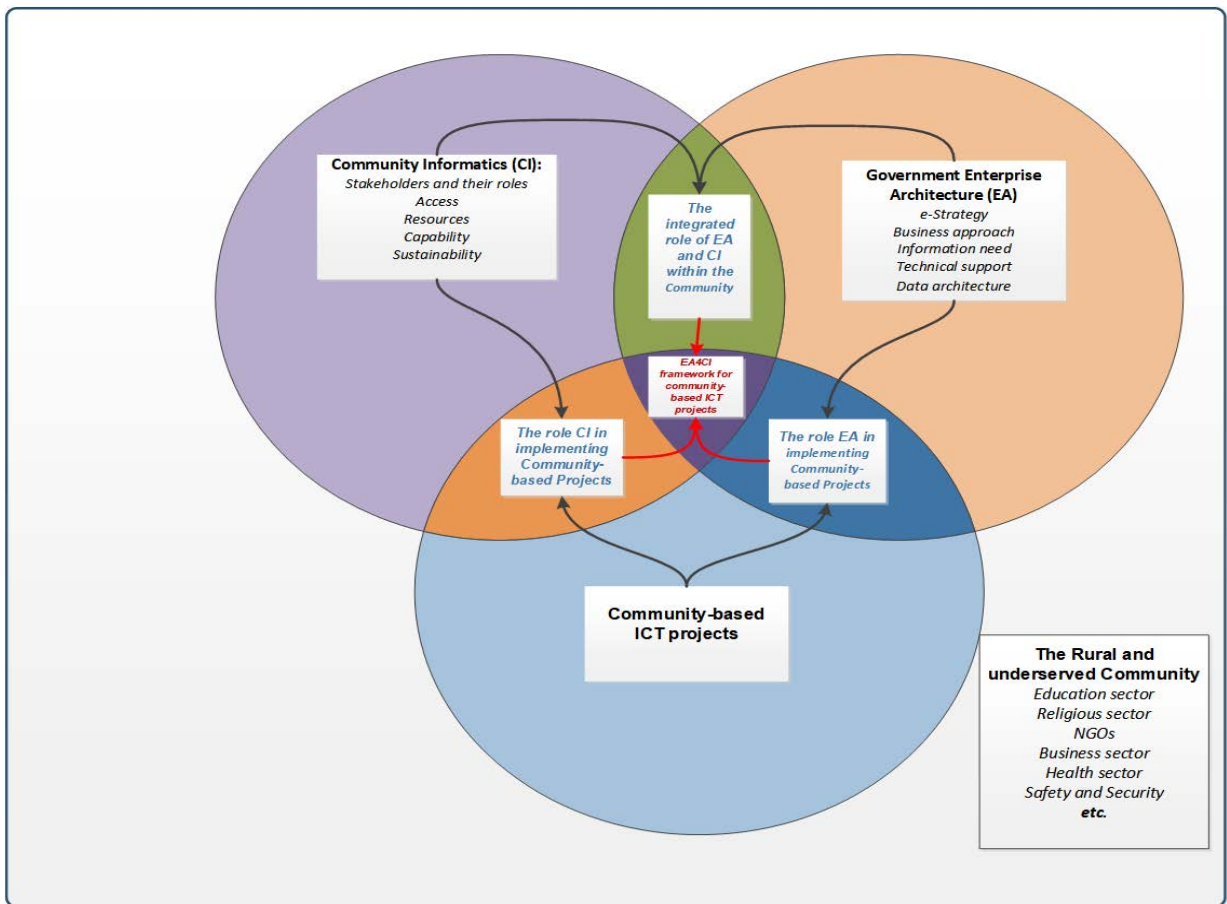 Community Informatics (CI):
Stakeholders and their roles
Access
Resources
Capability
Sustainability
Government Enterprise
Architecture (EA)
e-Strategy
Business approach
Information need
Technical support
Data architecture
The
integrated
role of EA
and CI
within the
Community
EA4CI
framework for
community-
based ICT
projects
The role CI in
implementing
Community-
based Projects
The role EA in
implementing
Community-
based Projects
Community-based
ICT projects
The Rural and
underserved Community
Education sector
Religious sector
NGOs
Business sector
Health sector
Safety and Security
etc.